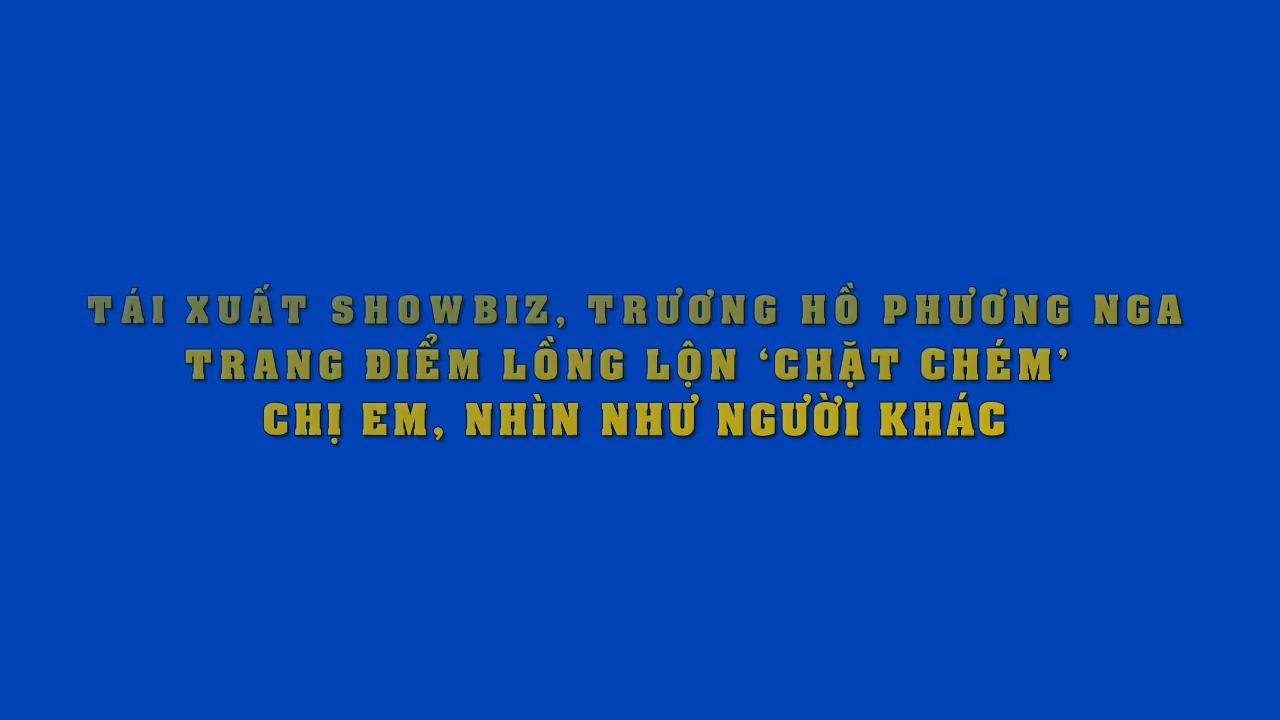 TÁI XUẤT SHOWBIZ, TRƯƠNG HỒ PHƯƠNG NGA
TRANG ĐIỂM LỒNG LỘN ‘CHẶT CHÉM’
CHỊ EM, NHÌN NHƯ NGƯỜI KHÁC